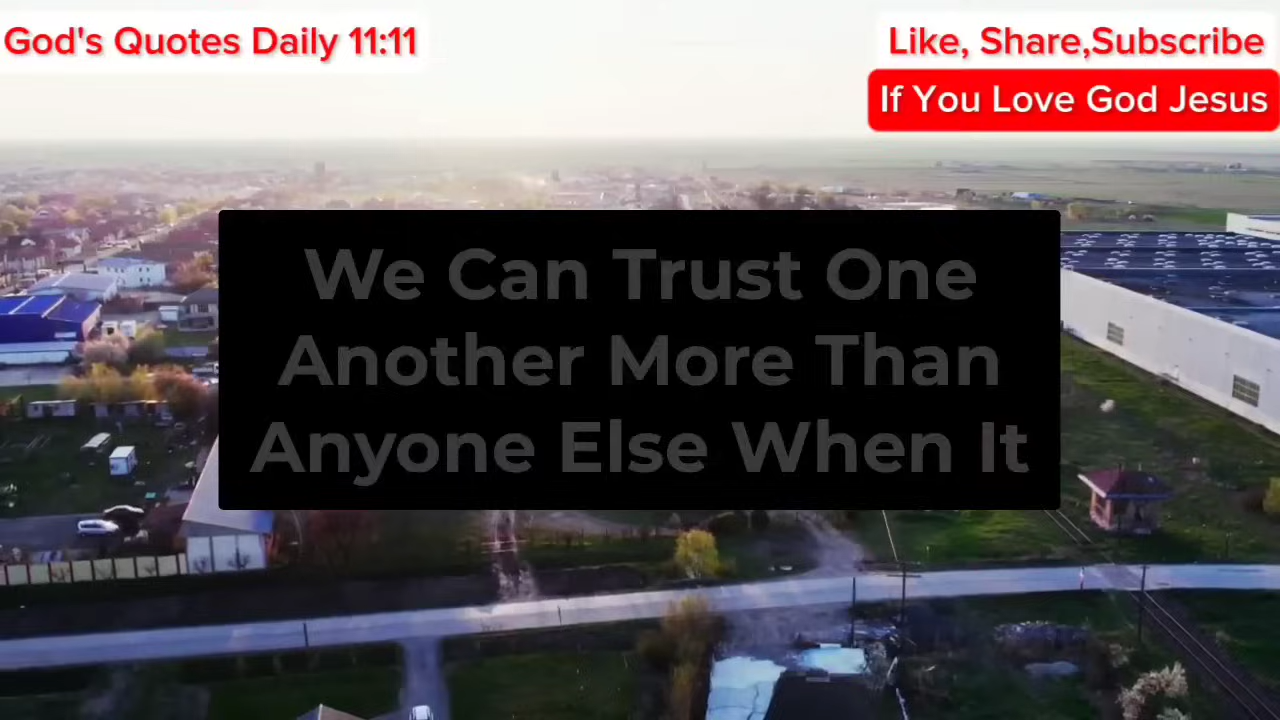 God's Quotes Daily 11:11
Like, Share,Subscribe
If You Love God Jesus
We Can Trust One
Another More Than
Anyone Else When It